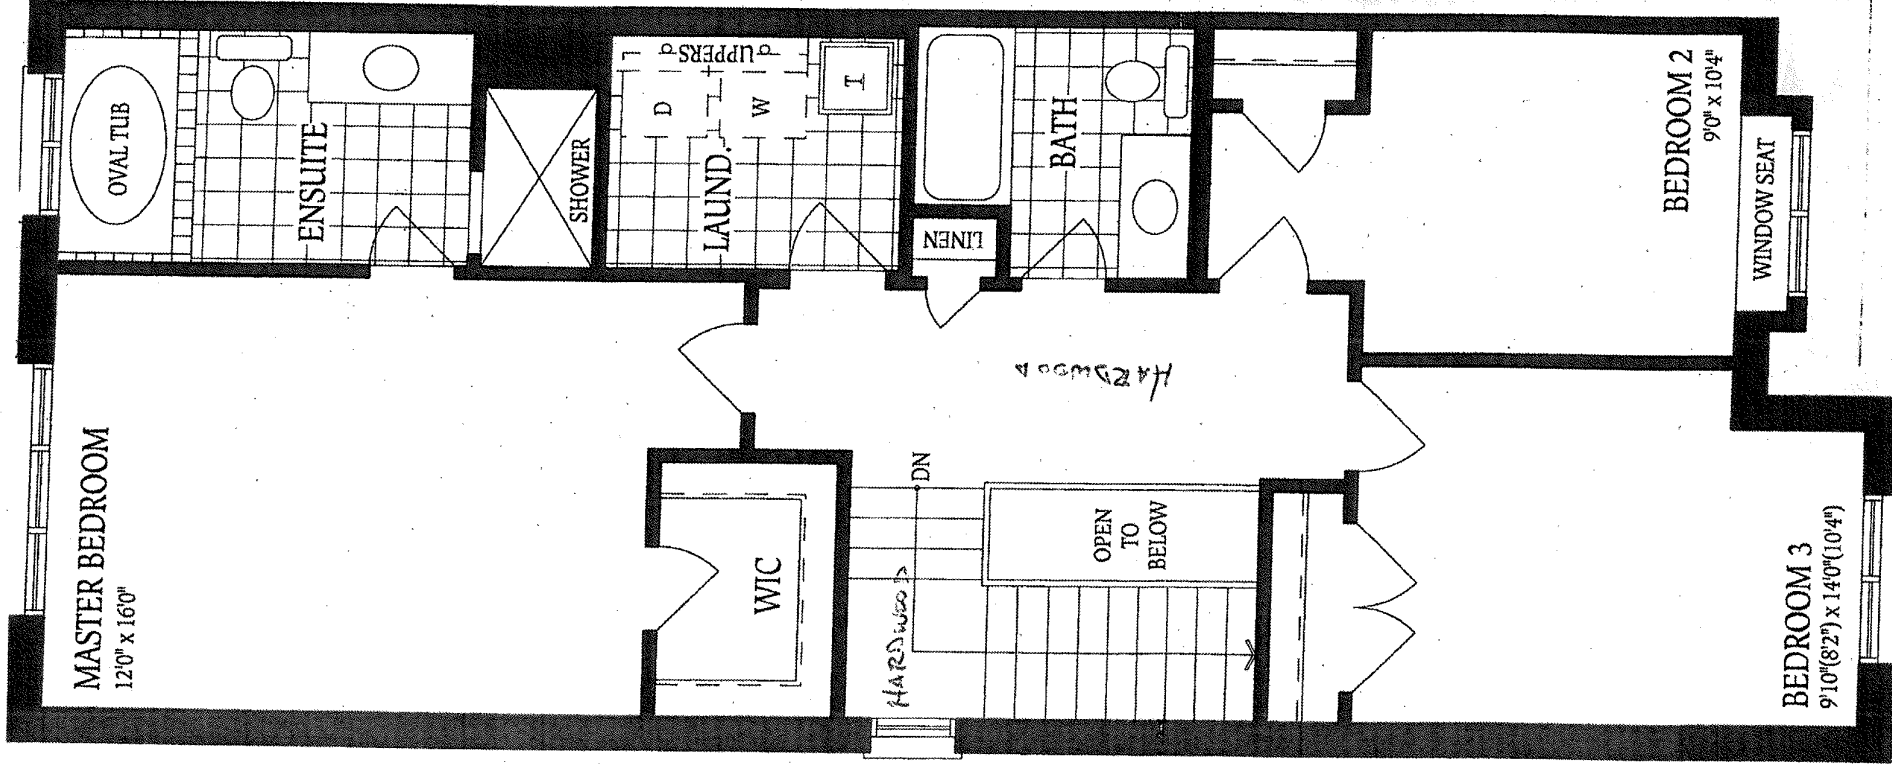 OVAL TUB
ENSUITE
SHOWER
UPPERS
D
W
T
LAUND.
LINEN
BATH
BEDROOM 2
9'0" x 10'4"
WINDOW SEAT
MASTER BEDROOM
12'0" x 16'0"
WIC
HARDWOOD
DN
OPEN
TO
BELOW
HARDWOOD
BEDROOM 3
9'10"(8'2") x 14'0"(10'4")